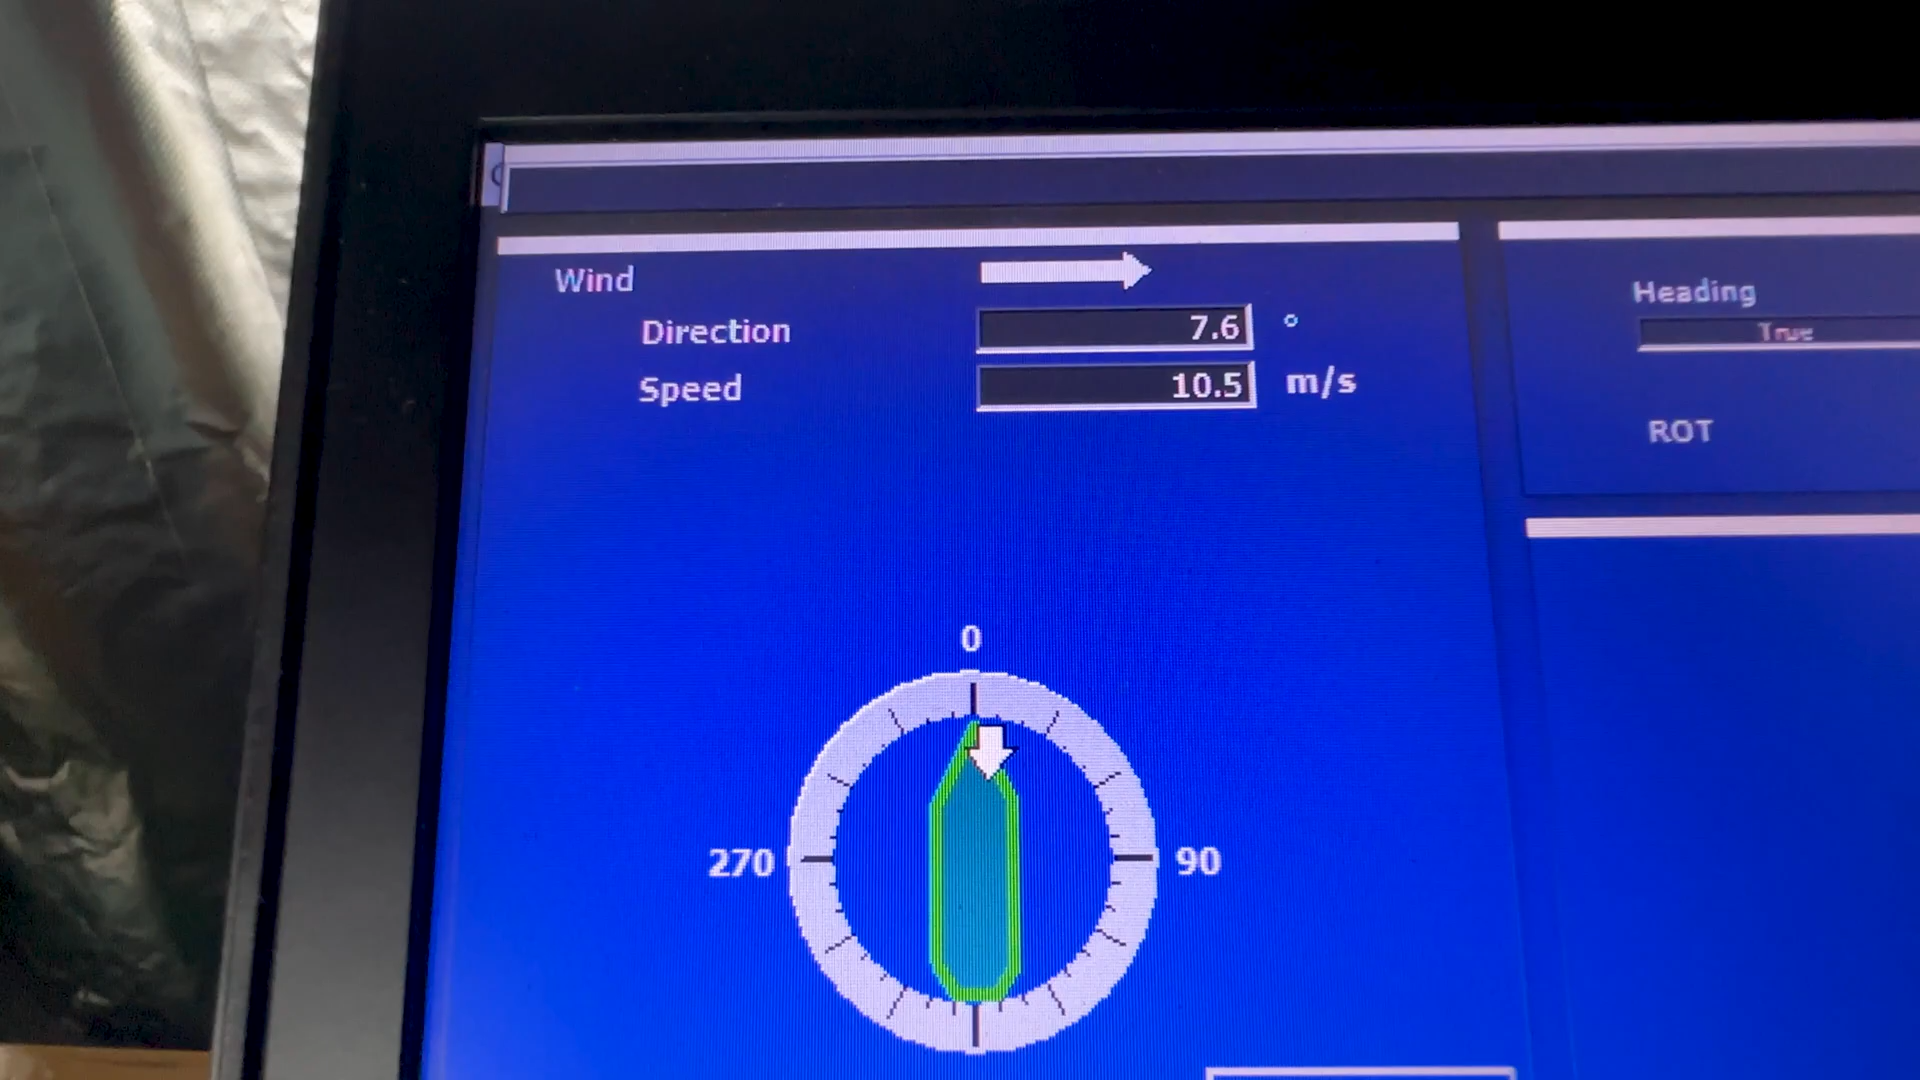 Wind
Direction 7.6 °
Speed 10.5 m/s
Heading
True
ROT
0
270 90